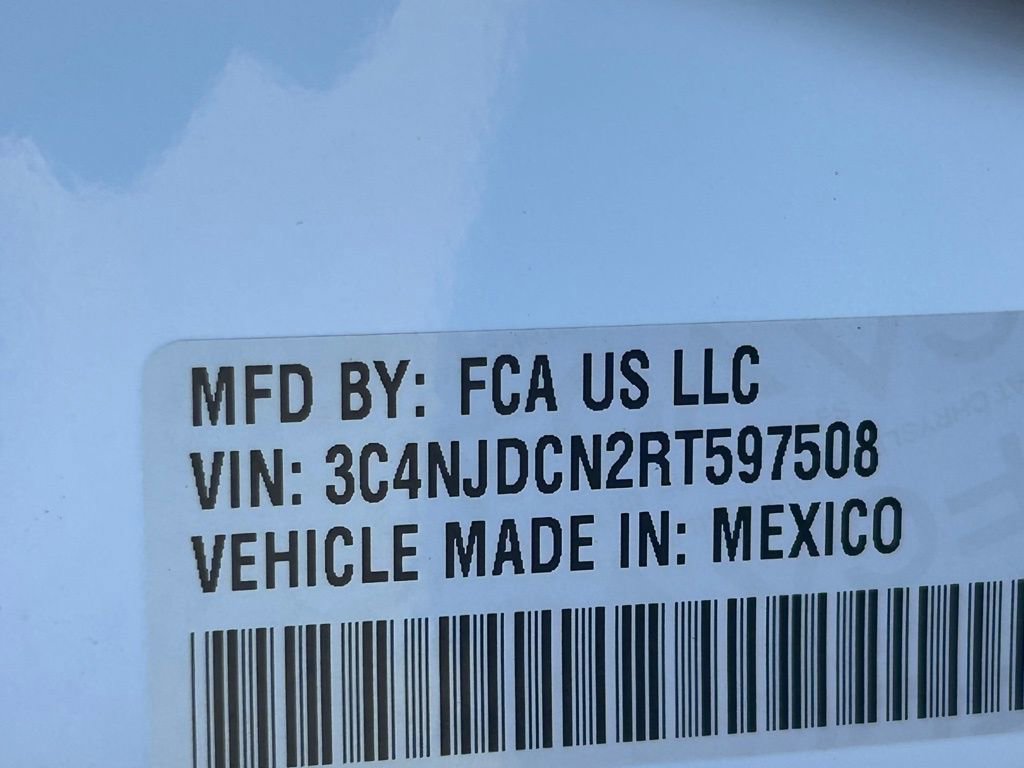 MFD BY: FCA US LLC
VIN: 3C4NJDCN2RT597508
VEHICLE MADE IN: MEXICO